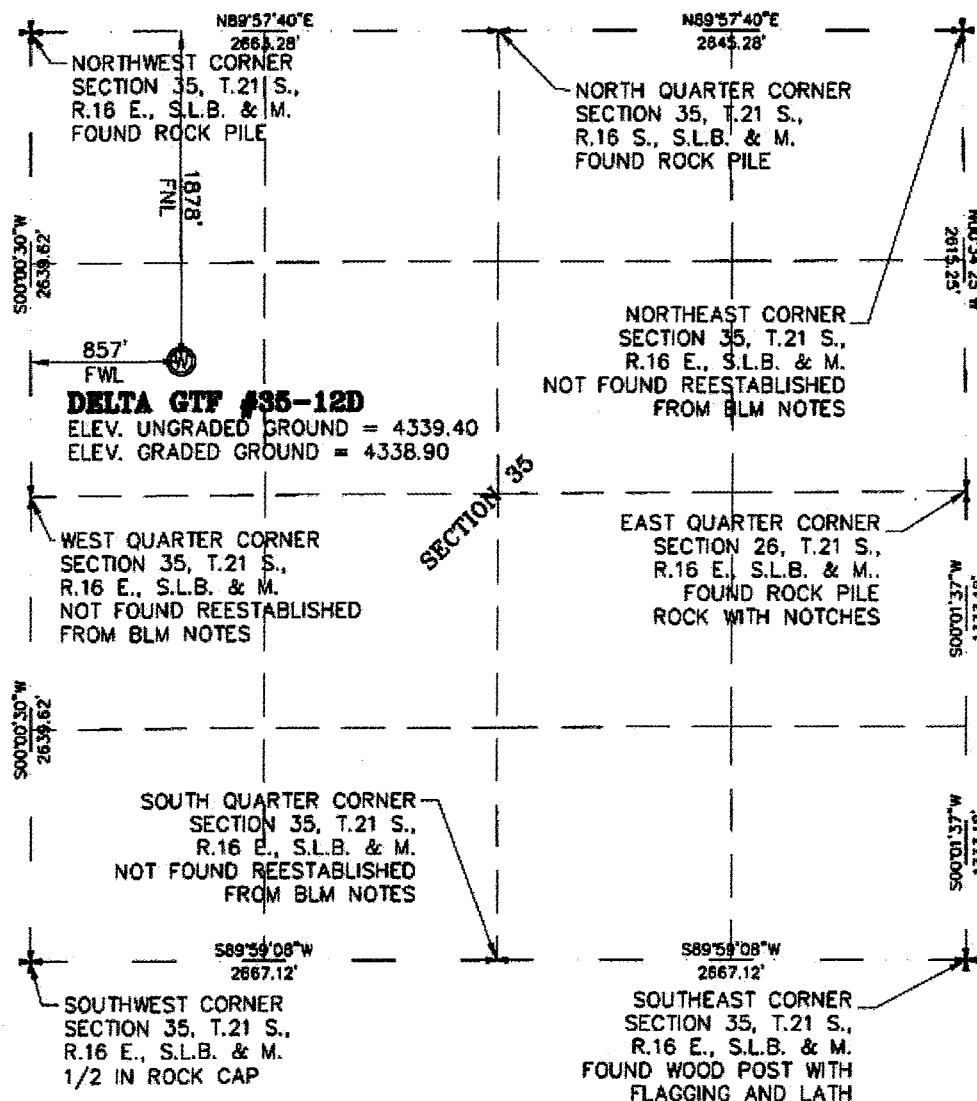 N89°57'40"E
2663.28'
N89°57'40"E
2645.28'
NORTHWEST CORNER
SECTION 35, T.21 S.,
R.16 E., S.L.B. & M.
FOUND ROCK PILE
NORTH QUARTER CORNER
SECTION 35, T.21 S.,
R.16 S., S.L.B. & M.
FOUND ROCK PILE
1878'
FNL
S00°00'30"W
2639.62'
2615.25'
NORTHEAST CORNER
SECTION 35, T.21 S.,
R.16 E., S.L.B. & M.
NOT FOUND REESTABLISHED
FROM BLM NOTES
857'
FWL
W
DELTA GTF #35-12D
ELEV. UNGRADED GROUND = 4339.40
ELEV. GRADED GROUND = 4338.90
SECTION 35
WEST QUARTER CORNER
SECTION 35, T.21 S.,
R.16 E., S.L.B. & M.
NOT FOUND REESTABLISHED
FROM BLM NOTES
EAST QUARTER CORNER
SECTION 26, T.21 S.,
R.16 E., S.L.B. & M..
FOUND ROCK PILE
ROCK WITH NOTCHES
S00°01'37"W
S00°00'30"W
2639.62'
SOUTH QUARTER CORNER
SECTION 35, T.21 S.,
R.16 E., S.L.B. & M.
NOT FOUND REESTABLISHED
FROM BLM NOTES
S00°01'37"W
S89°59'08"W
2667.12'
S89°59'08"W
2667.12'
SOUTHWEST CORNER
SECTION 35, T.21 S.,
R.16 E., S.L.B. & M.
1/2 IN ROCK CAP
SOUTHEAST CORNER
SECTION 35, T.21 S.,
R.16 E., S.L.B. & M.
FOUND WOOD POST WITH
FLAGGING AND LATH